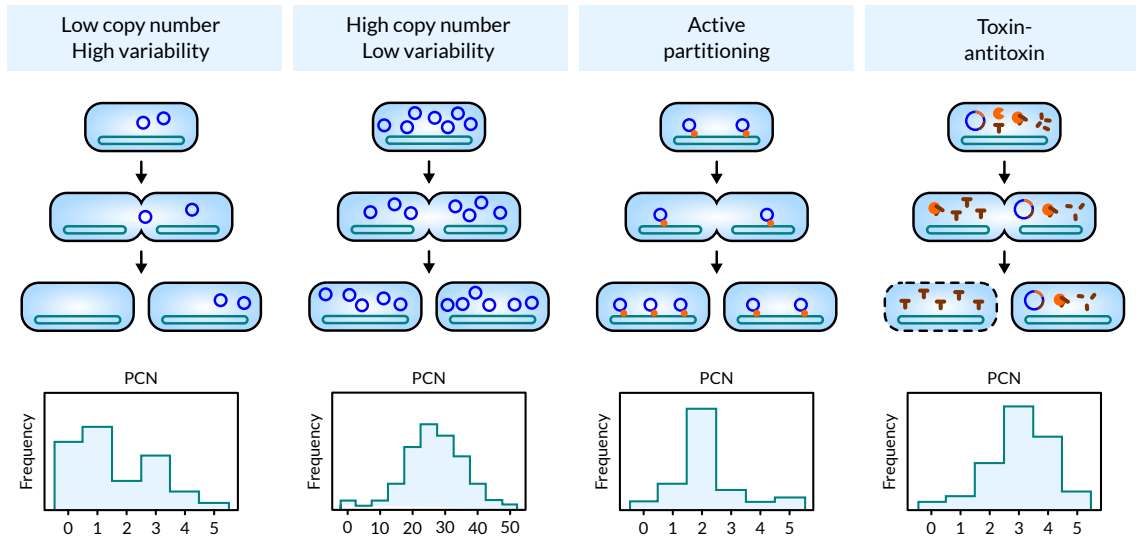 Low copy number
High variability
High copy number
Low variability
Active
partitioning
Toxin-
antitoxin
PCN
Frequency
0 1 2 3 4 5
PCN
Frequency
0 10 20 30 40 50
PCN
Frequency
0 1 2 3 4 5
PCN
Frequency
0 1 2 3 4 5